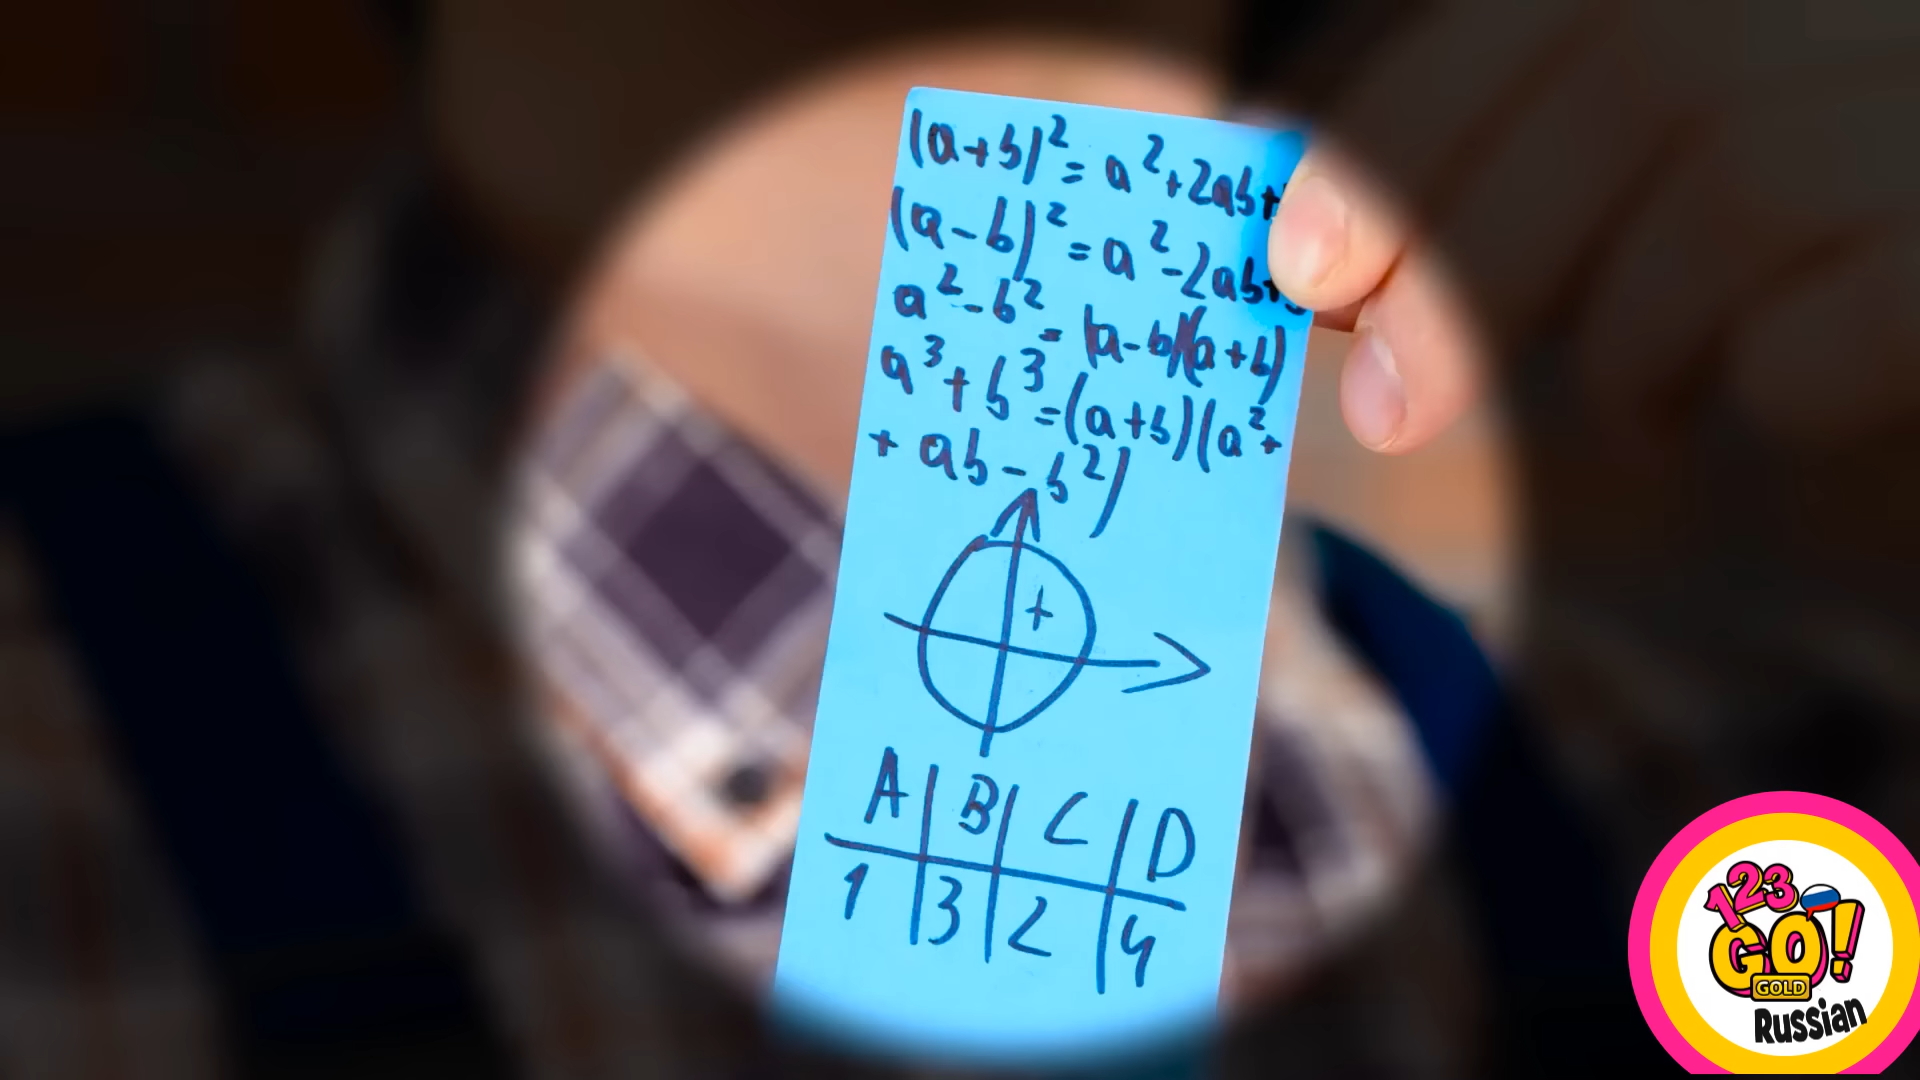 (a+b)²= a²+2ab+
(a-b)²= a²-2ab+
a²-b²= (a-b)(a+b)
a³+b³=(a+b)(a²+
+ ab-b²)
+
A | B | C | D
1 | 3 | 2 | 4
123
GO!
GOLD
Russian